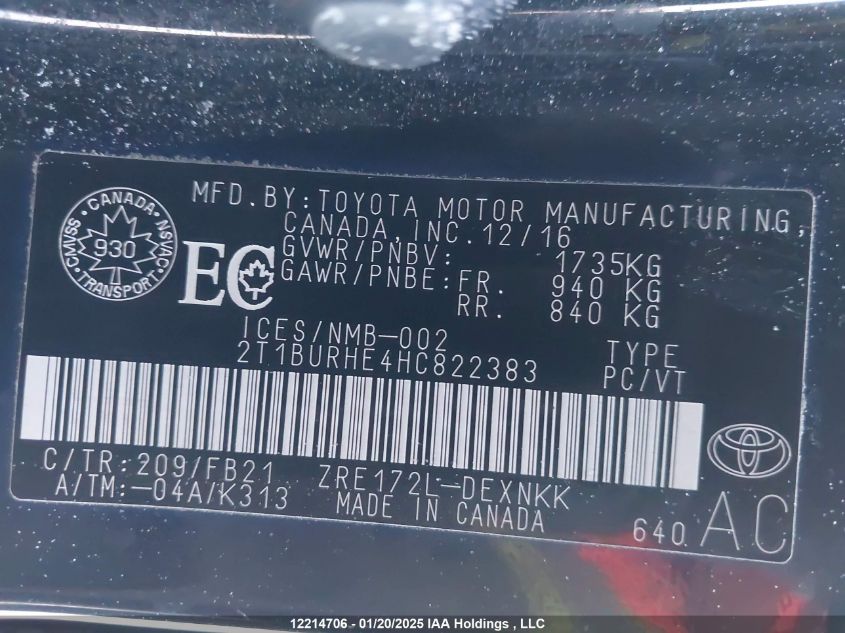 MFD.BY:TOYOTA MOTOR MANUFACTURING,
CANADA, INC.12/16
GVWR/PNBV: 1735KG
GAWR/PNBE:FR. 940 KG
RR. 840 KG
CANADA
CMVSS NSVAC
930
TRANSPORT
EC
ICES/NMB-002
2T1BURHE4HC822383
TYPE
PC/VT
C/TR:209/FB21 ZRE172L-DEXNKK
A/TM:-04A/K313 MADE IN CANADA
640 AC
12214706 - 01/20/2025 IAA Holdings , LLC